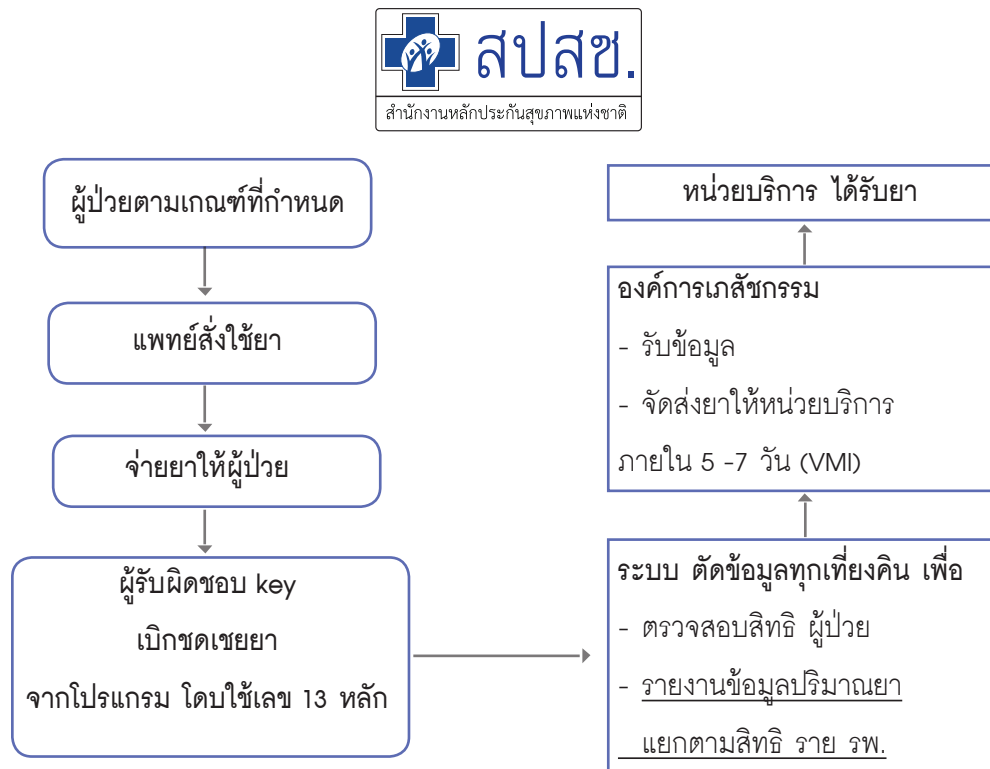 สปสช.
สำนักงานหลักประกันสุขภาพแห่งชาติ
ผู้ป่วยตามเกณฑ์ที่กำหนด
แพทย์สั่งใช้ยา
จ่ายยาให้ผู้ป่วย
ผู้รับผิดชอบ key
เบิกชดเชยยา
จากโปรแกรม โดบใช้เลข 13 หลัก
ระบบ ตัดข้อมูลทุกเที่ยงคืน เพื่อ
- ตรวจสอบสิทธิ ผู้ป่วย
- รายงานข้อมูลปริมาณยา
แยกตามสิทธิ ราย รพ.
องค์การเภสัชกรรม
- รับข้อมูล
- จัดส่งยาให้หน่วยบริการ
ภายใน 5 -7 วัน (VMI)
หน่วยบริการ ได้รับยา